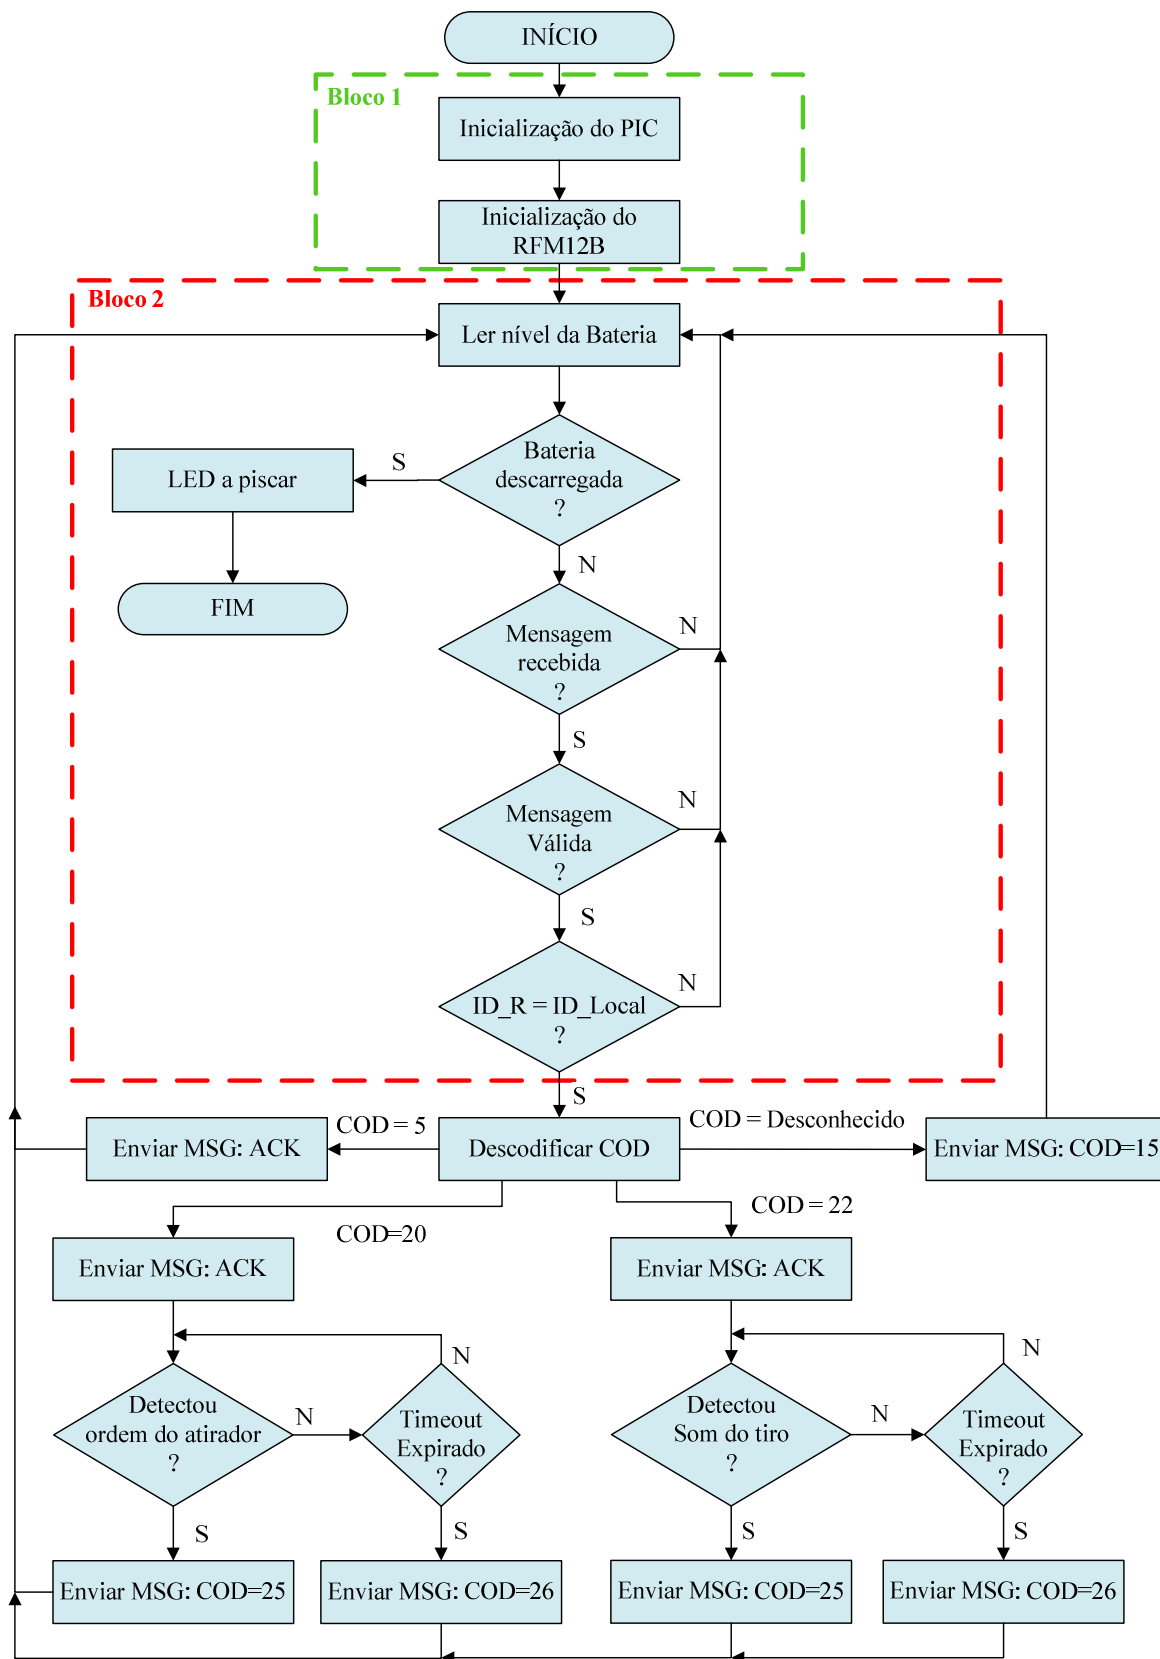 INÍCIO
Bloco 1
Inicialização do PIC
Inicialização do
RFM12B
Bloco 2
Ler nível da Bateria
Bateria
descarregada
?
S
LED a piscar
FIM
N
Mensagem
recebida
?
N
S
Mensagem
Válida
?
N
S
ID_R = ID_Local
?
N
S
COD = 5
COD = Desconhecido
Enviar MSG: ACK
Descodificar COD
Enviar MSG: COD=15
COD=20
COD = 22
Enviar MSG: ACK
Enviar MSG: ACK
Detectou
ordem do atirador
?
N
N
Timeout
Expirado
?
Detectou
Som do tiro
?
N
N
Timeout
Expirado
?
S
S
S
S
Enviar MSG: COD=25
Enviar MSG: COD=26
Enviar MSG: COD=25
Enviar MSG: COD=26